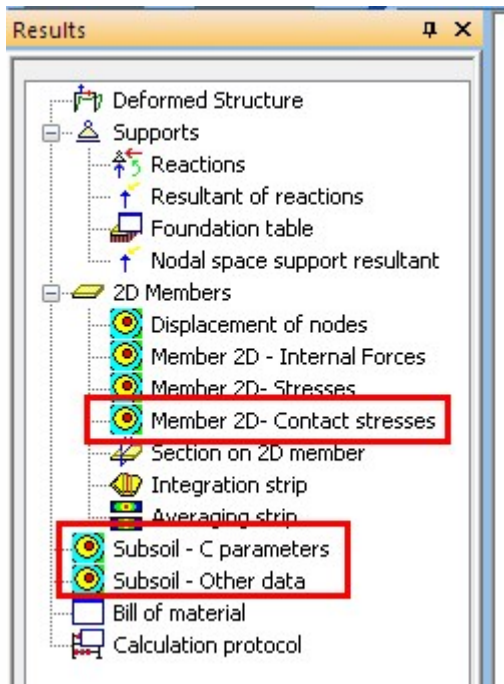 Results
Deformed Structure
Supports
Reactions
Resultant of reactions
Foundation table
Nodal space support resultant
2D Members
Displacement of nodes
Member 2D - Internal Forces
Member 2D- Stresses
Member 2D- Contact stresses
Section on 2D member
Integration strip
Averaging strip
Subsoil - C parameters
Subsoil - Other data
Bill of material
Calculation protocol